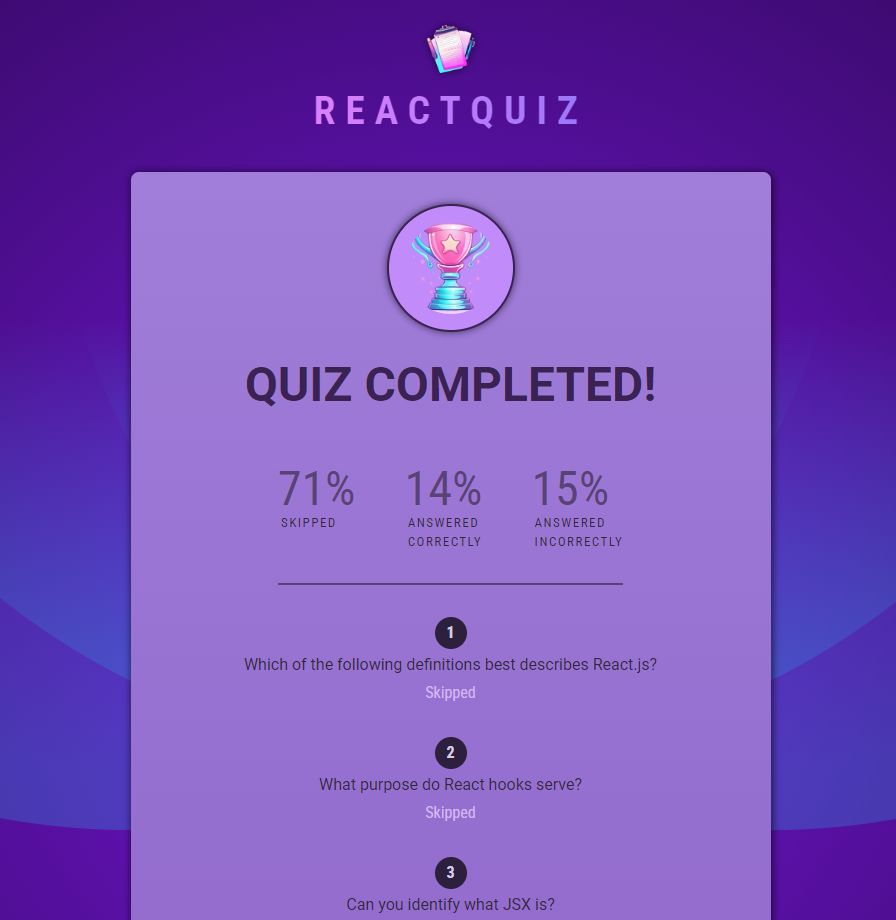 REACTQUIZ
QUIZ COMPLETED!
71% 14% 15%
SKIPPED ANSWERED ANSWERED
CORRECTLY INCORRECTLY
1
Which of the following definitions best describes React.js?
Skipped
2
What purpose do React hooks serve?
Skipped
3
Can you identify what JSX is?